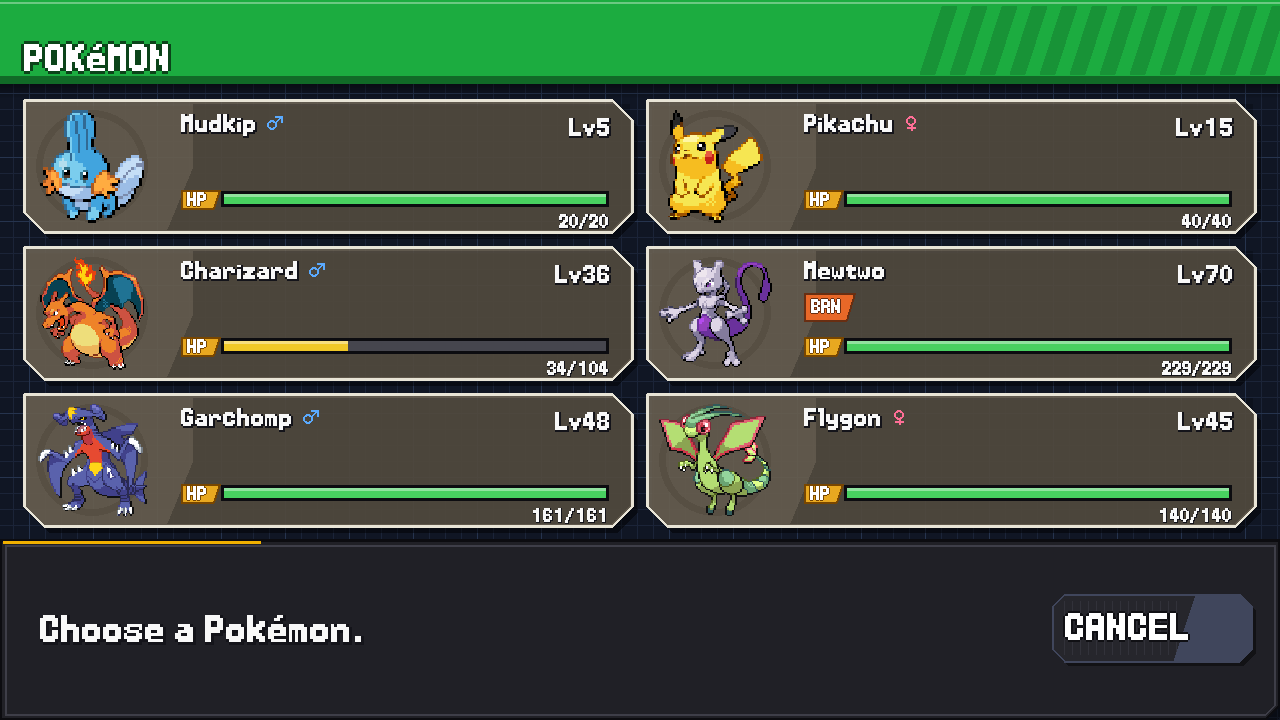 POKéMON
Mudkip ♂ Lv5
HP
20/20
Pikachu ♀ Lv15
HP
40/40
Charizard ♂ Lv36
HP
34/104
Mewtwo Lv70
BRN
HP
229/229
Garchomp ♂ Lv48
HP
161/161
Flygon ♀ Lv45
HP
140/140
Choose a Pokémon.
CANCEL